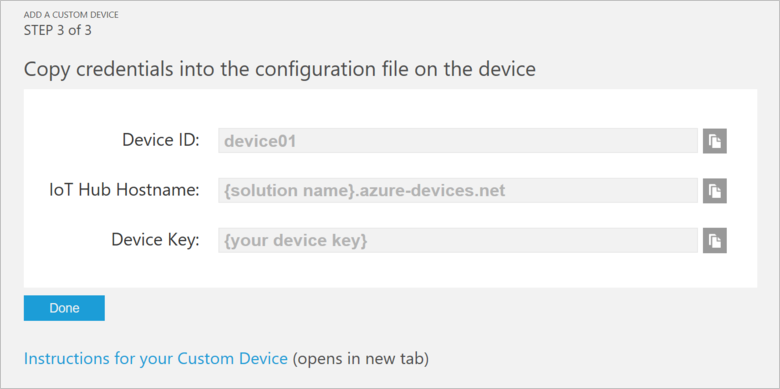 ADD A CUSTOM DEVICE
STEP 3 of 3
Copy credentials into the configuration file on the device
Device ID: device01
IoT Hub Hostname: {solution name}.azure-devices.net
Device Key: {your device key}
Done
Instructions for your Custom Device (opens in new tab)